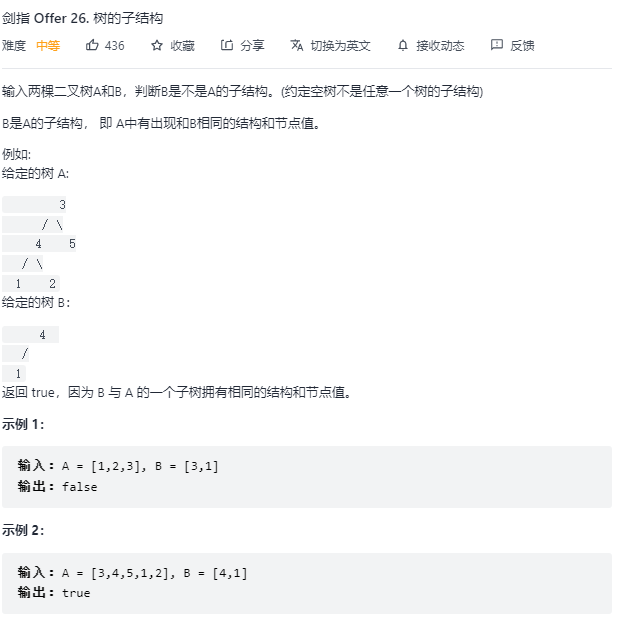 剑指 Offer 26. 树的子结构
难度 中等 436 收藏 分享 切换为英文 接收动态 反馈
输入两棵二叉树A和B，判断B是不是A的子结构。(约定空树不是任意一个树的子结构)
B是A的子结构， 即 A中有出现和B相同的结构和节点值。
例如:
给定的树 A:
3
/ \
4 5
/ \
1 2
给定的树 B:
4
/
1
返回 true，因为 B 与 A 的一个子树拥有相同的结构和节点值。
示例 1：
输入：A = [1,2,3], B = [3,1]
输出：false
示例 2：
输入：A = [3,4,5,1,2], B = [4,1]
输出：true